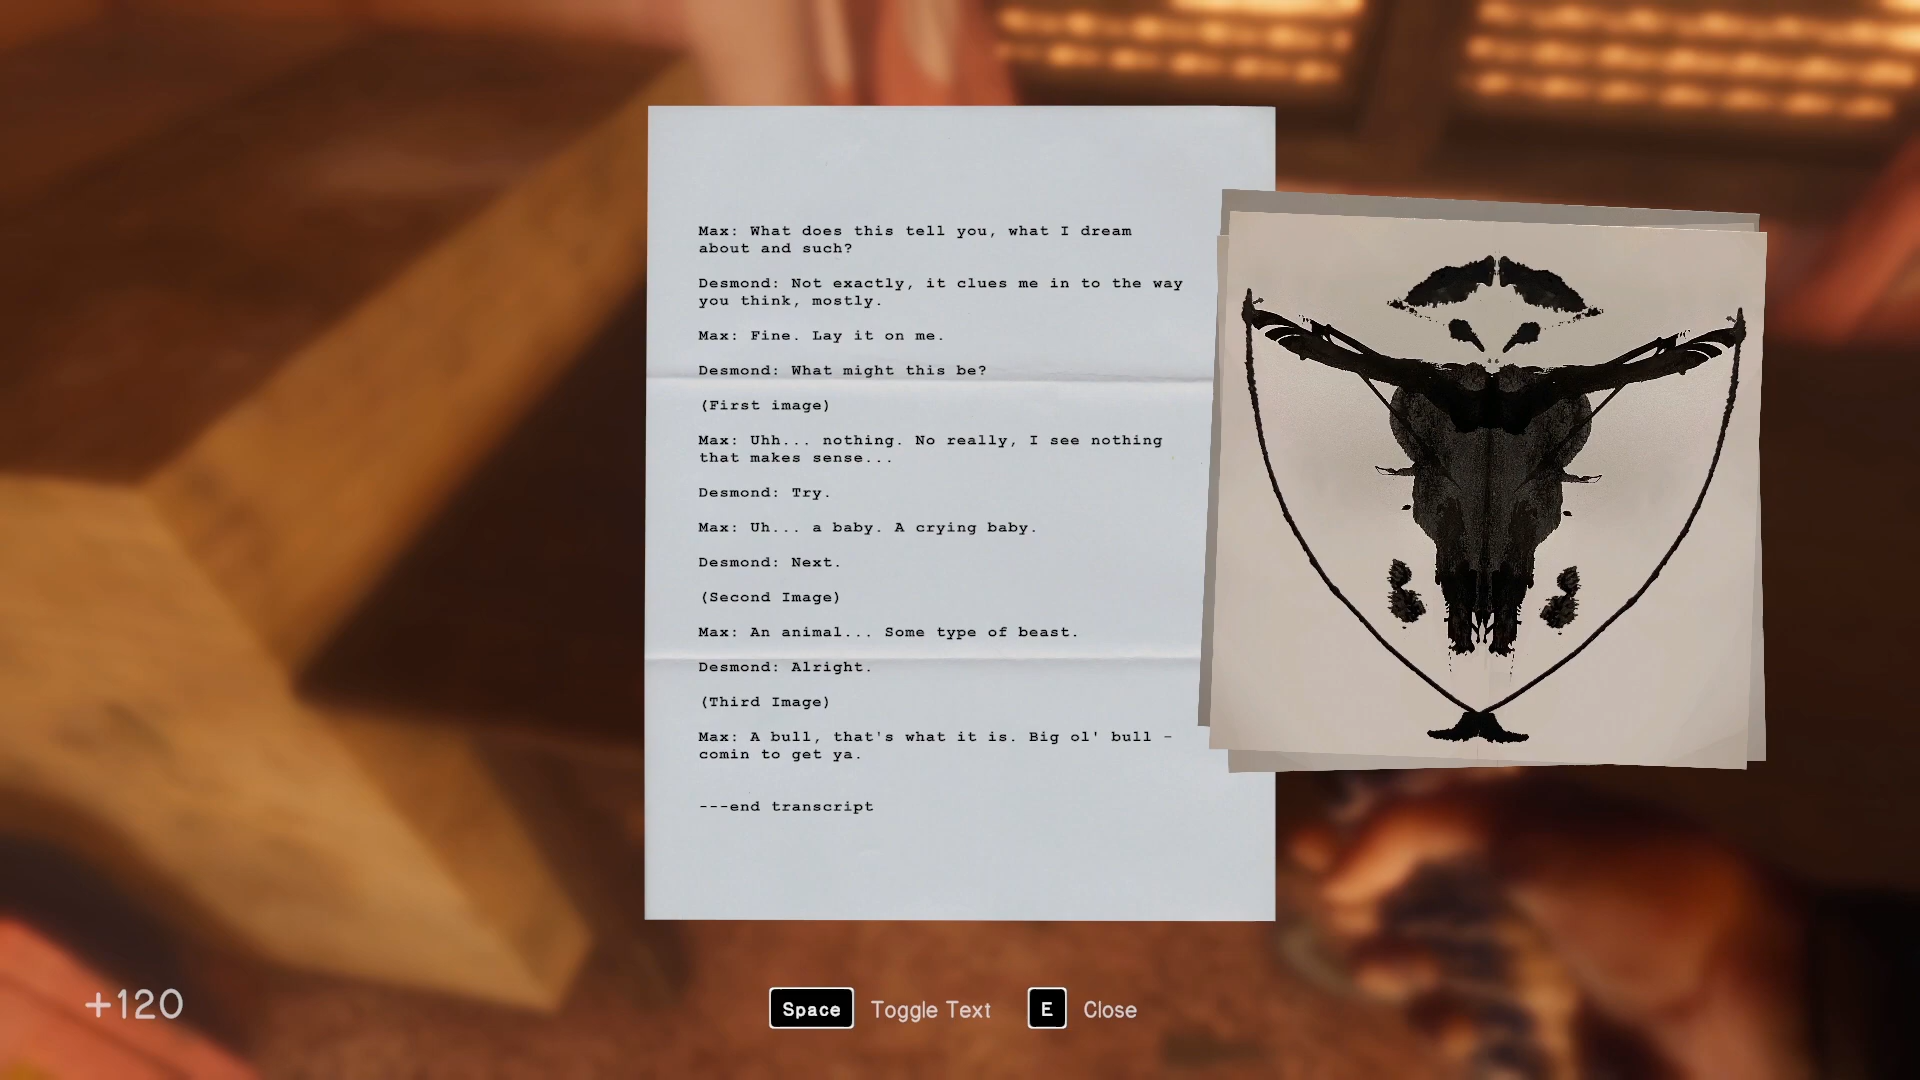 Max: What does this tell you, what I dream
about and such?
Desmond: Not exactly, it clues me in to the way
you think, mostly.
Max: Fine. Lay it on me.
Desmond: What might this be?
(First image)
Max: Uhh... nothing. No really, I see nothing
that makes sense...
Desmond: Try.
Max: Uh... a baby. A crying baby.
Desmond: Next.
(Second Image)
Max: An animal... Some type of beast.
Desmond: Alright.
(Third Image)
Max: A bull, that's what it is. Big ol' bull -
comin to get ya.
---end transcript
+120
Space Toggle Text E Close